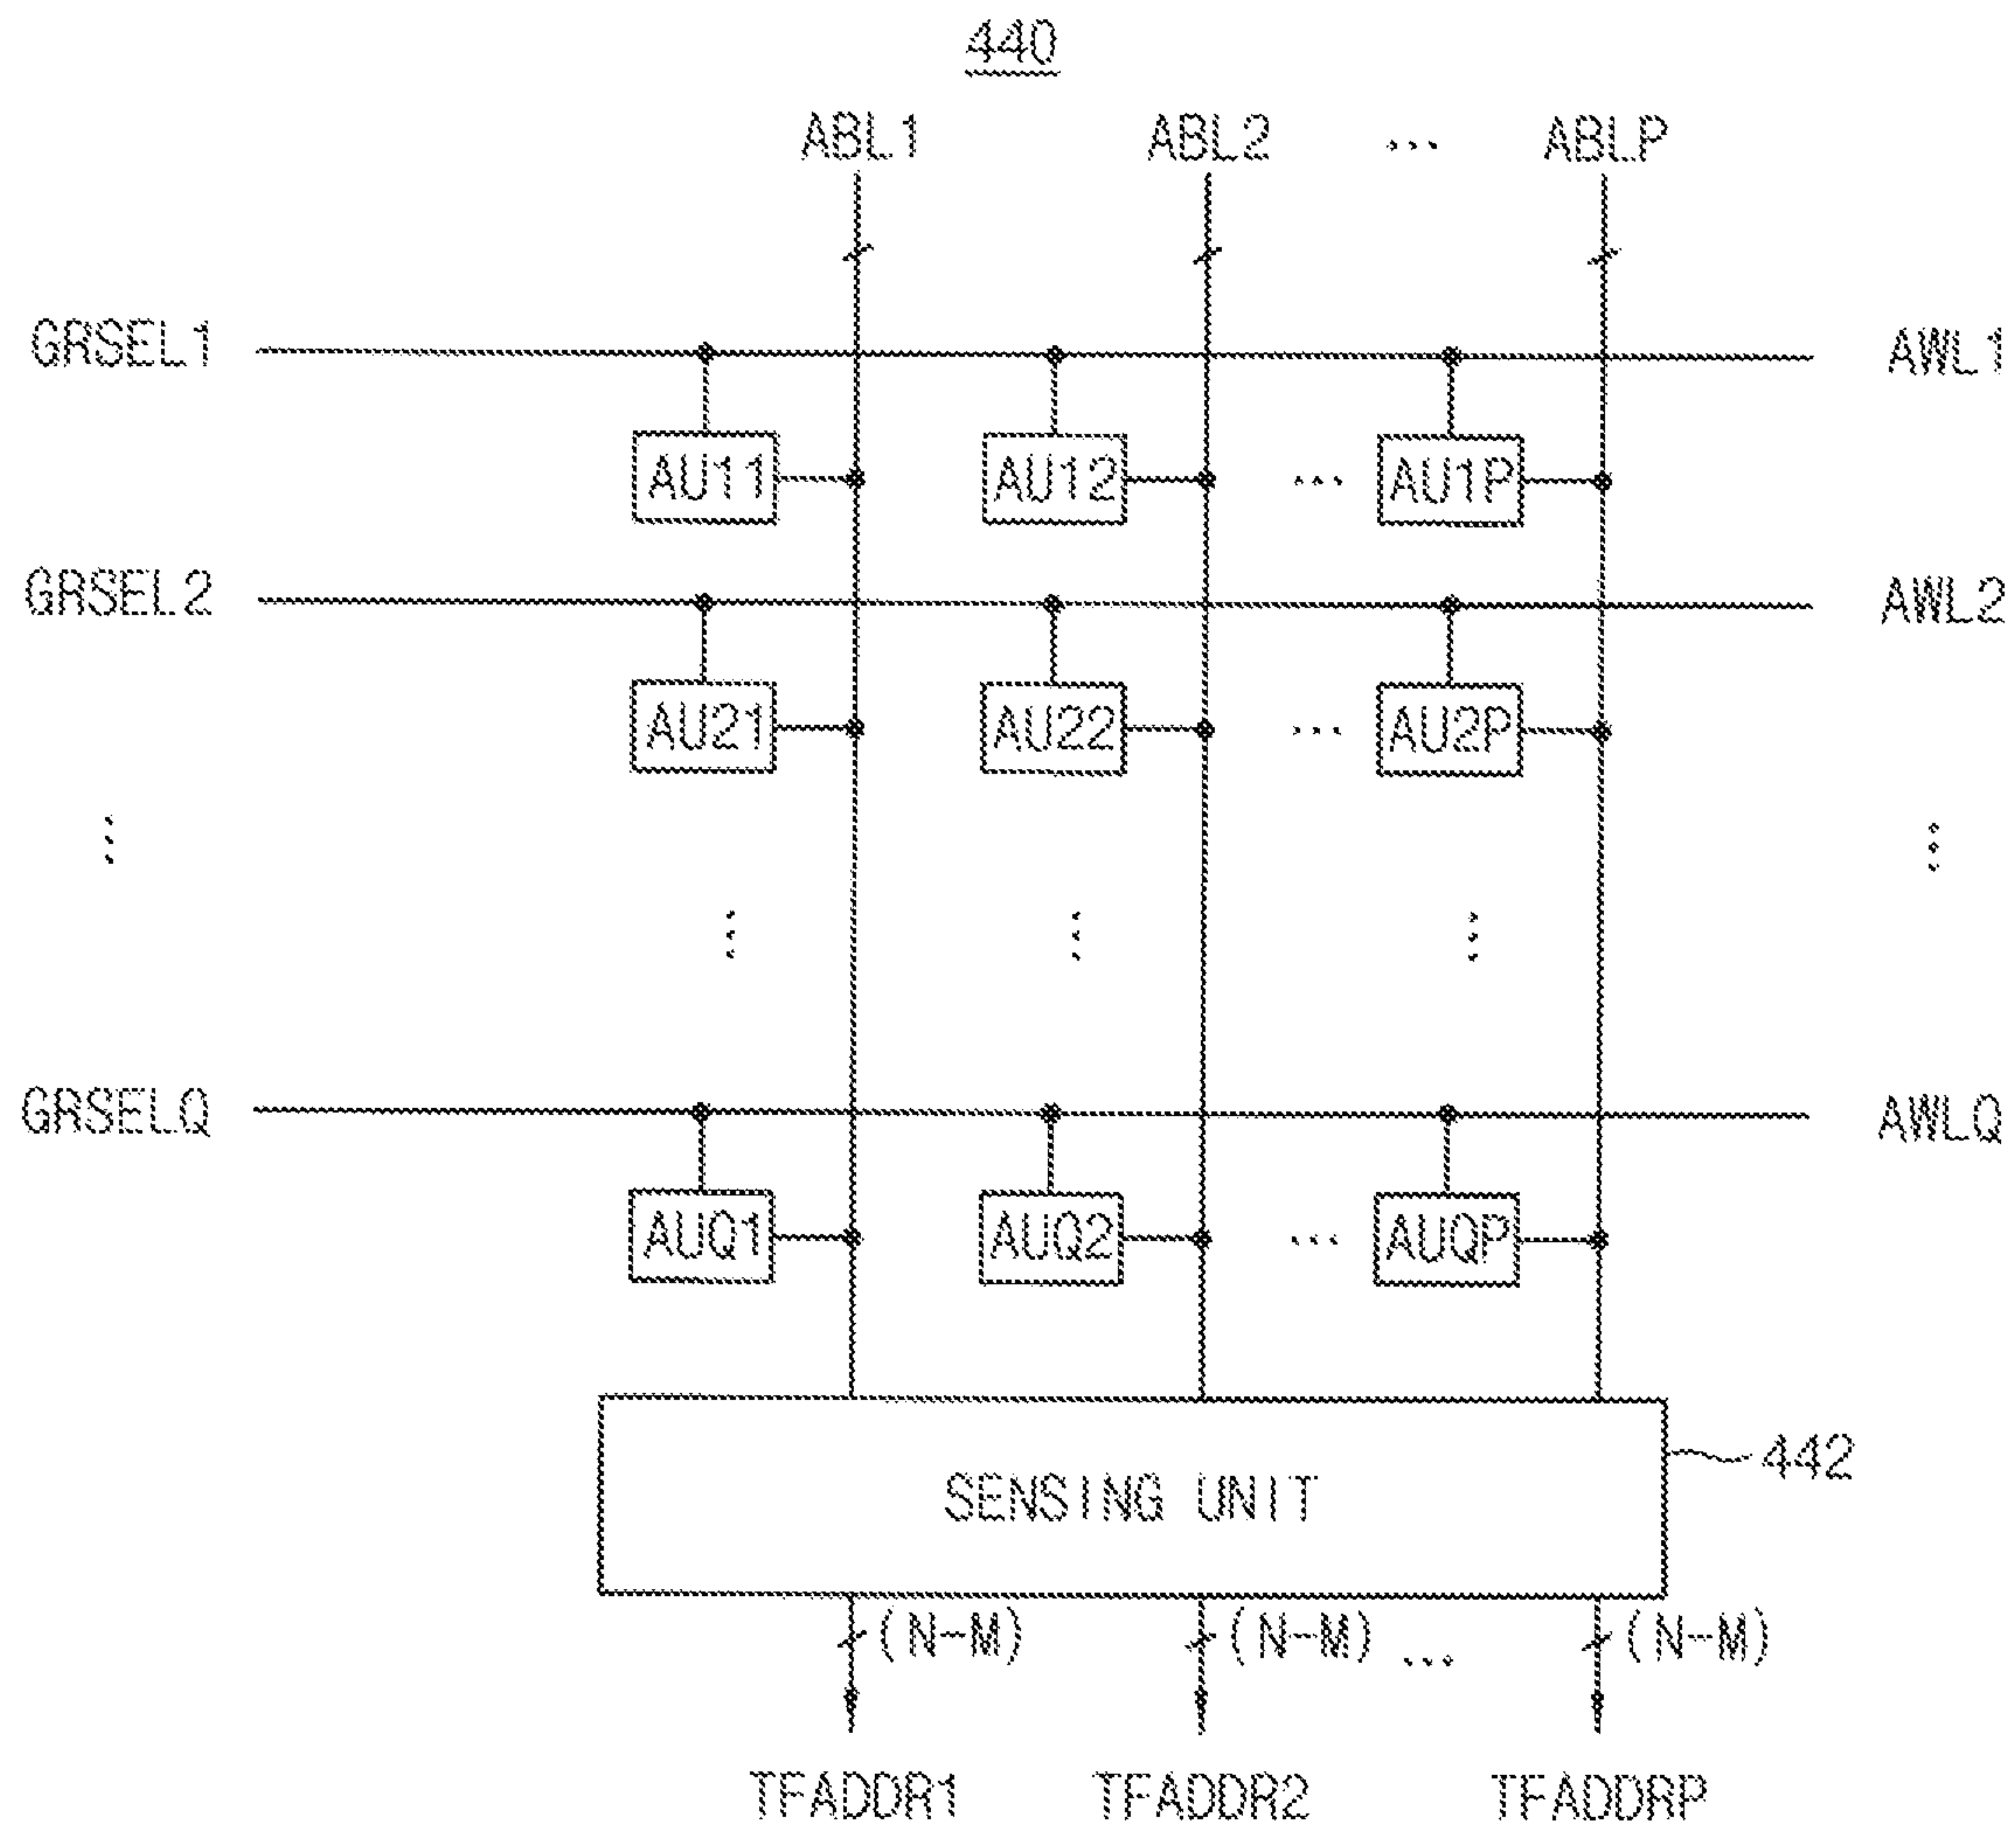 440
ABL1 ABL2 ... ABLP
GRSEL1 AWL1
AU11 AU12 ... AU1P
GRSEL2 AWL2
AU21 AU22 ... AU2P
GRSELQ AWLQ
AUQ1 AUQ2 ... AUQP
SENSING UNIT 442
(N-M) (N-M) ... (N-M)
TFADDR1 TFADDR2 TFADDRP